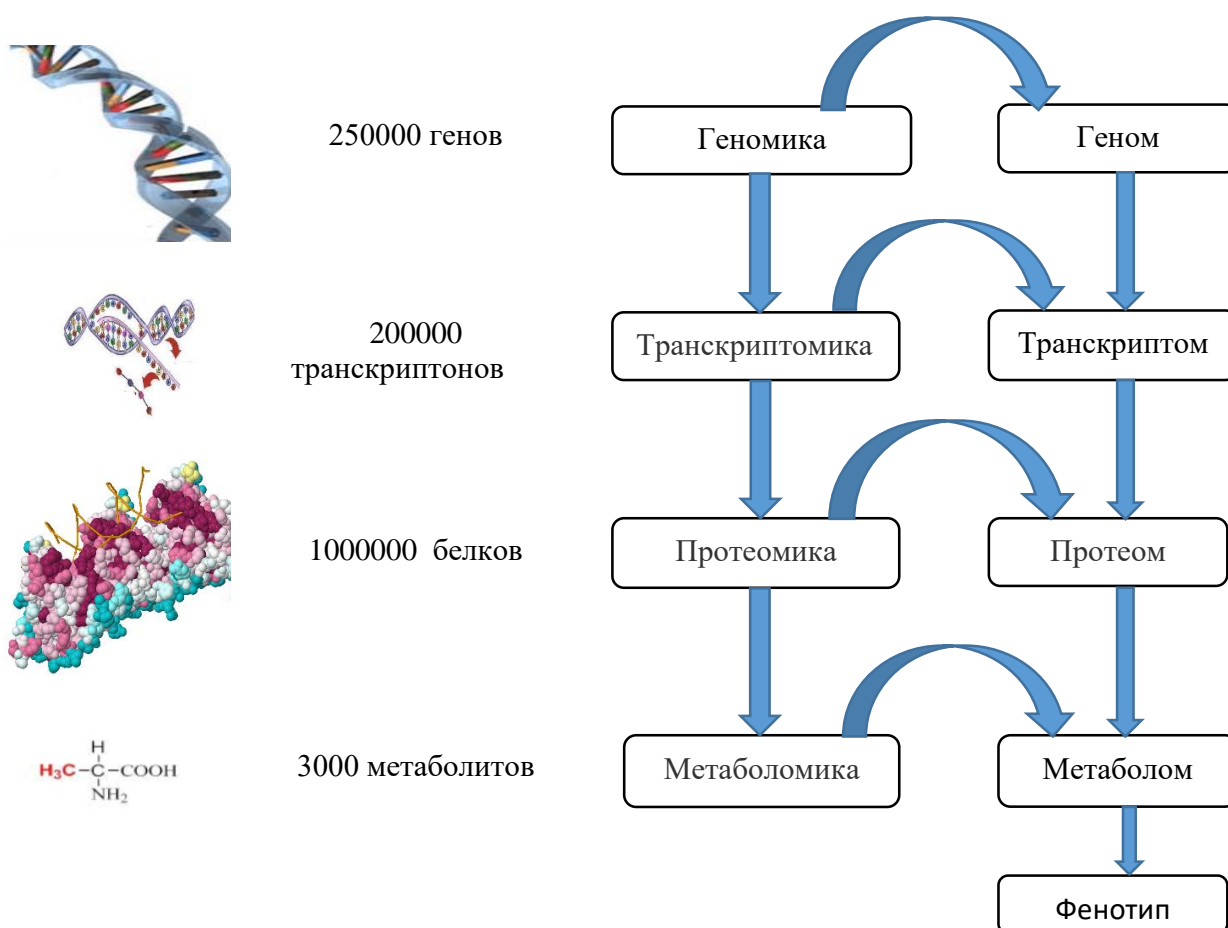 250000 генов
Геномика
Геном
200000
транскриптонов
Транскриптомика
Транскриптом
1000000 белков
Протеомика
Протеом
H
H₃C–C–COOH
NH₂
3000 метаболитов
Метаболомика
Метаболом
Фенотип